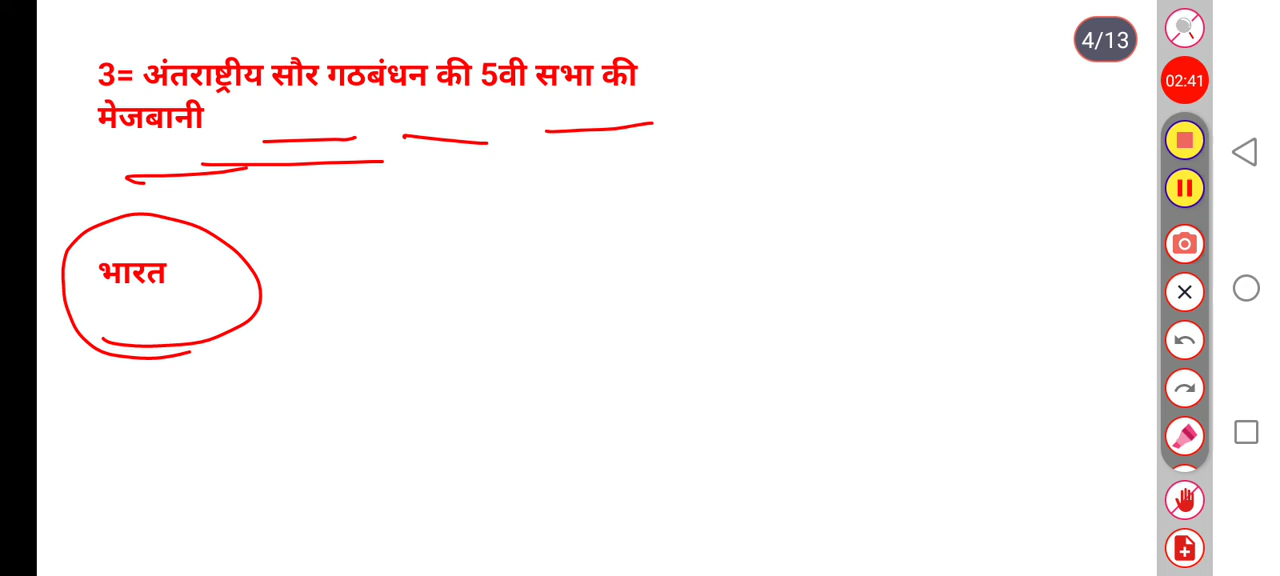 4/13
3= अंतराष्ट्रीय सौर गठबंधन की 5वी सभा की
मेजबानी
02:41
भारत